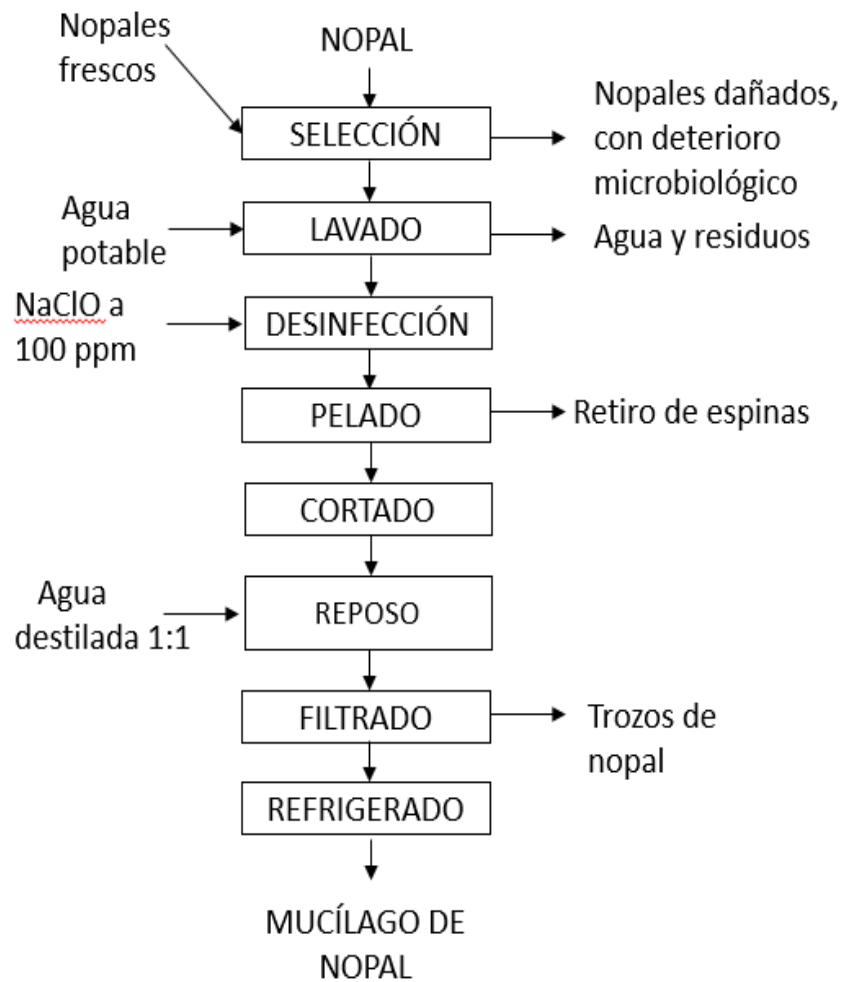 Nopales
frescos
NOPAL
SELECCIÓN
Nopales dañados,
con deterioro
microbiológico
Agua
potable
LAVADO
Agua y residuos
NaClO a
100 ppm
DESINFECCIÓN
PELADO
Retiro de espinas
CORTADO
Agua
destilada 1:1
REPOSO
FILTRADO
Trozos de
nopal
REFRIGERADO
MUCÍLAGO DE
NOPAL